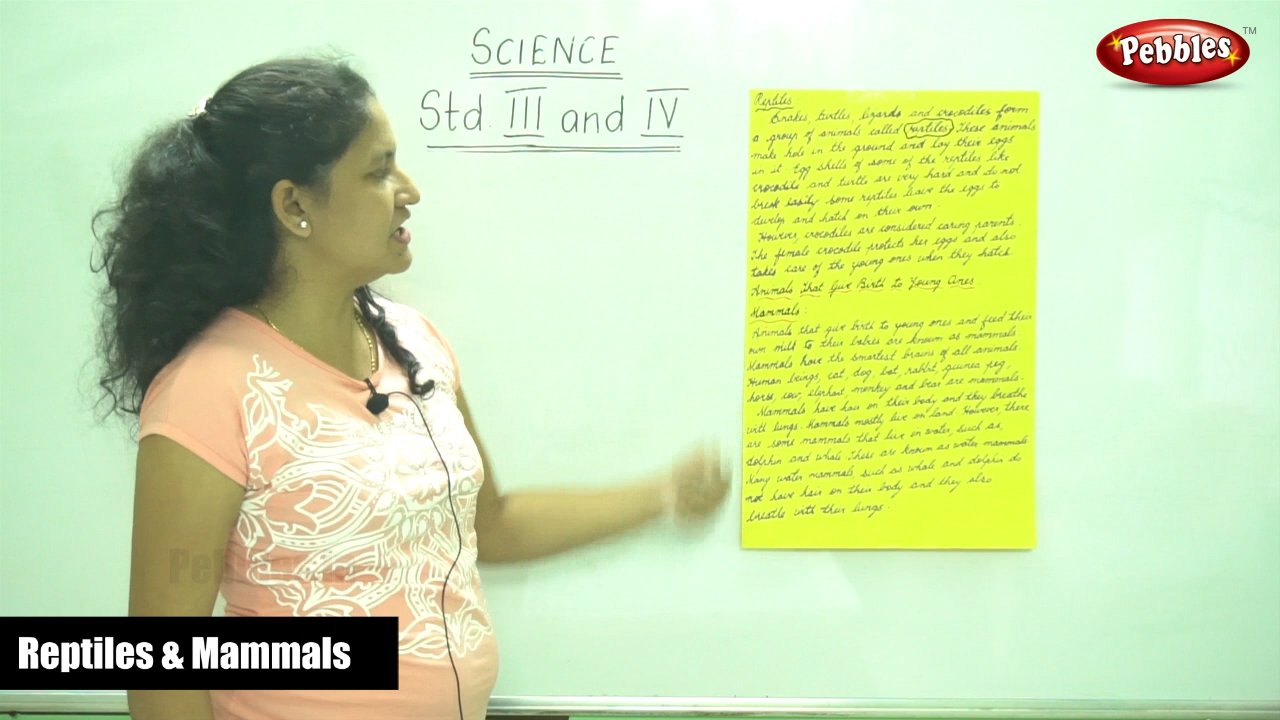 SCIENCE
Std. III and IV
Pebbles TM
Reptiles
Snakes, turtles, lizards and crocodiles form
a group of animals called reptiles. These animals
make hole in the ground and lay their eggs
in it. Egg shells of some of the reptiles like
crocodile and turtle are very hard and do not
break easily. Some reptiles leave the eggs to
develop and hatch on their own.
However, crocodiles are considered caring parents.
The female crocodile protects her eggs and also
takes care of the young ones when they hatch.
Animals That Give Birth to Young Ones.
Mammals:
Animals that give birth to young ones and feed their
own milk to their babies are known as mammals
Mammals have the smartest brains of all animals.
Human beings, cat, dog, bat, rabbit, guinea pig,
horse, cow, elephant, monkey and bear are mammals.
Mammals have hair on their body and they breathe
with lungs. Mammals mostly live on land. However, there
are some mammals that live in water, such as,
dolphin and whale. These are known as water mammals
Many water mammals, such as whale and dolphin do
not have hair on their body and they also
breathe with their lungs.
Reptiles & Mammals